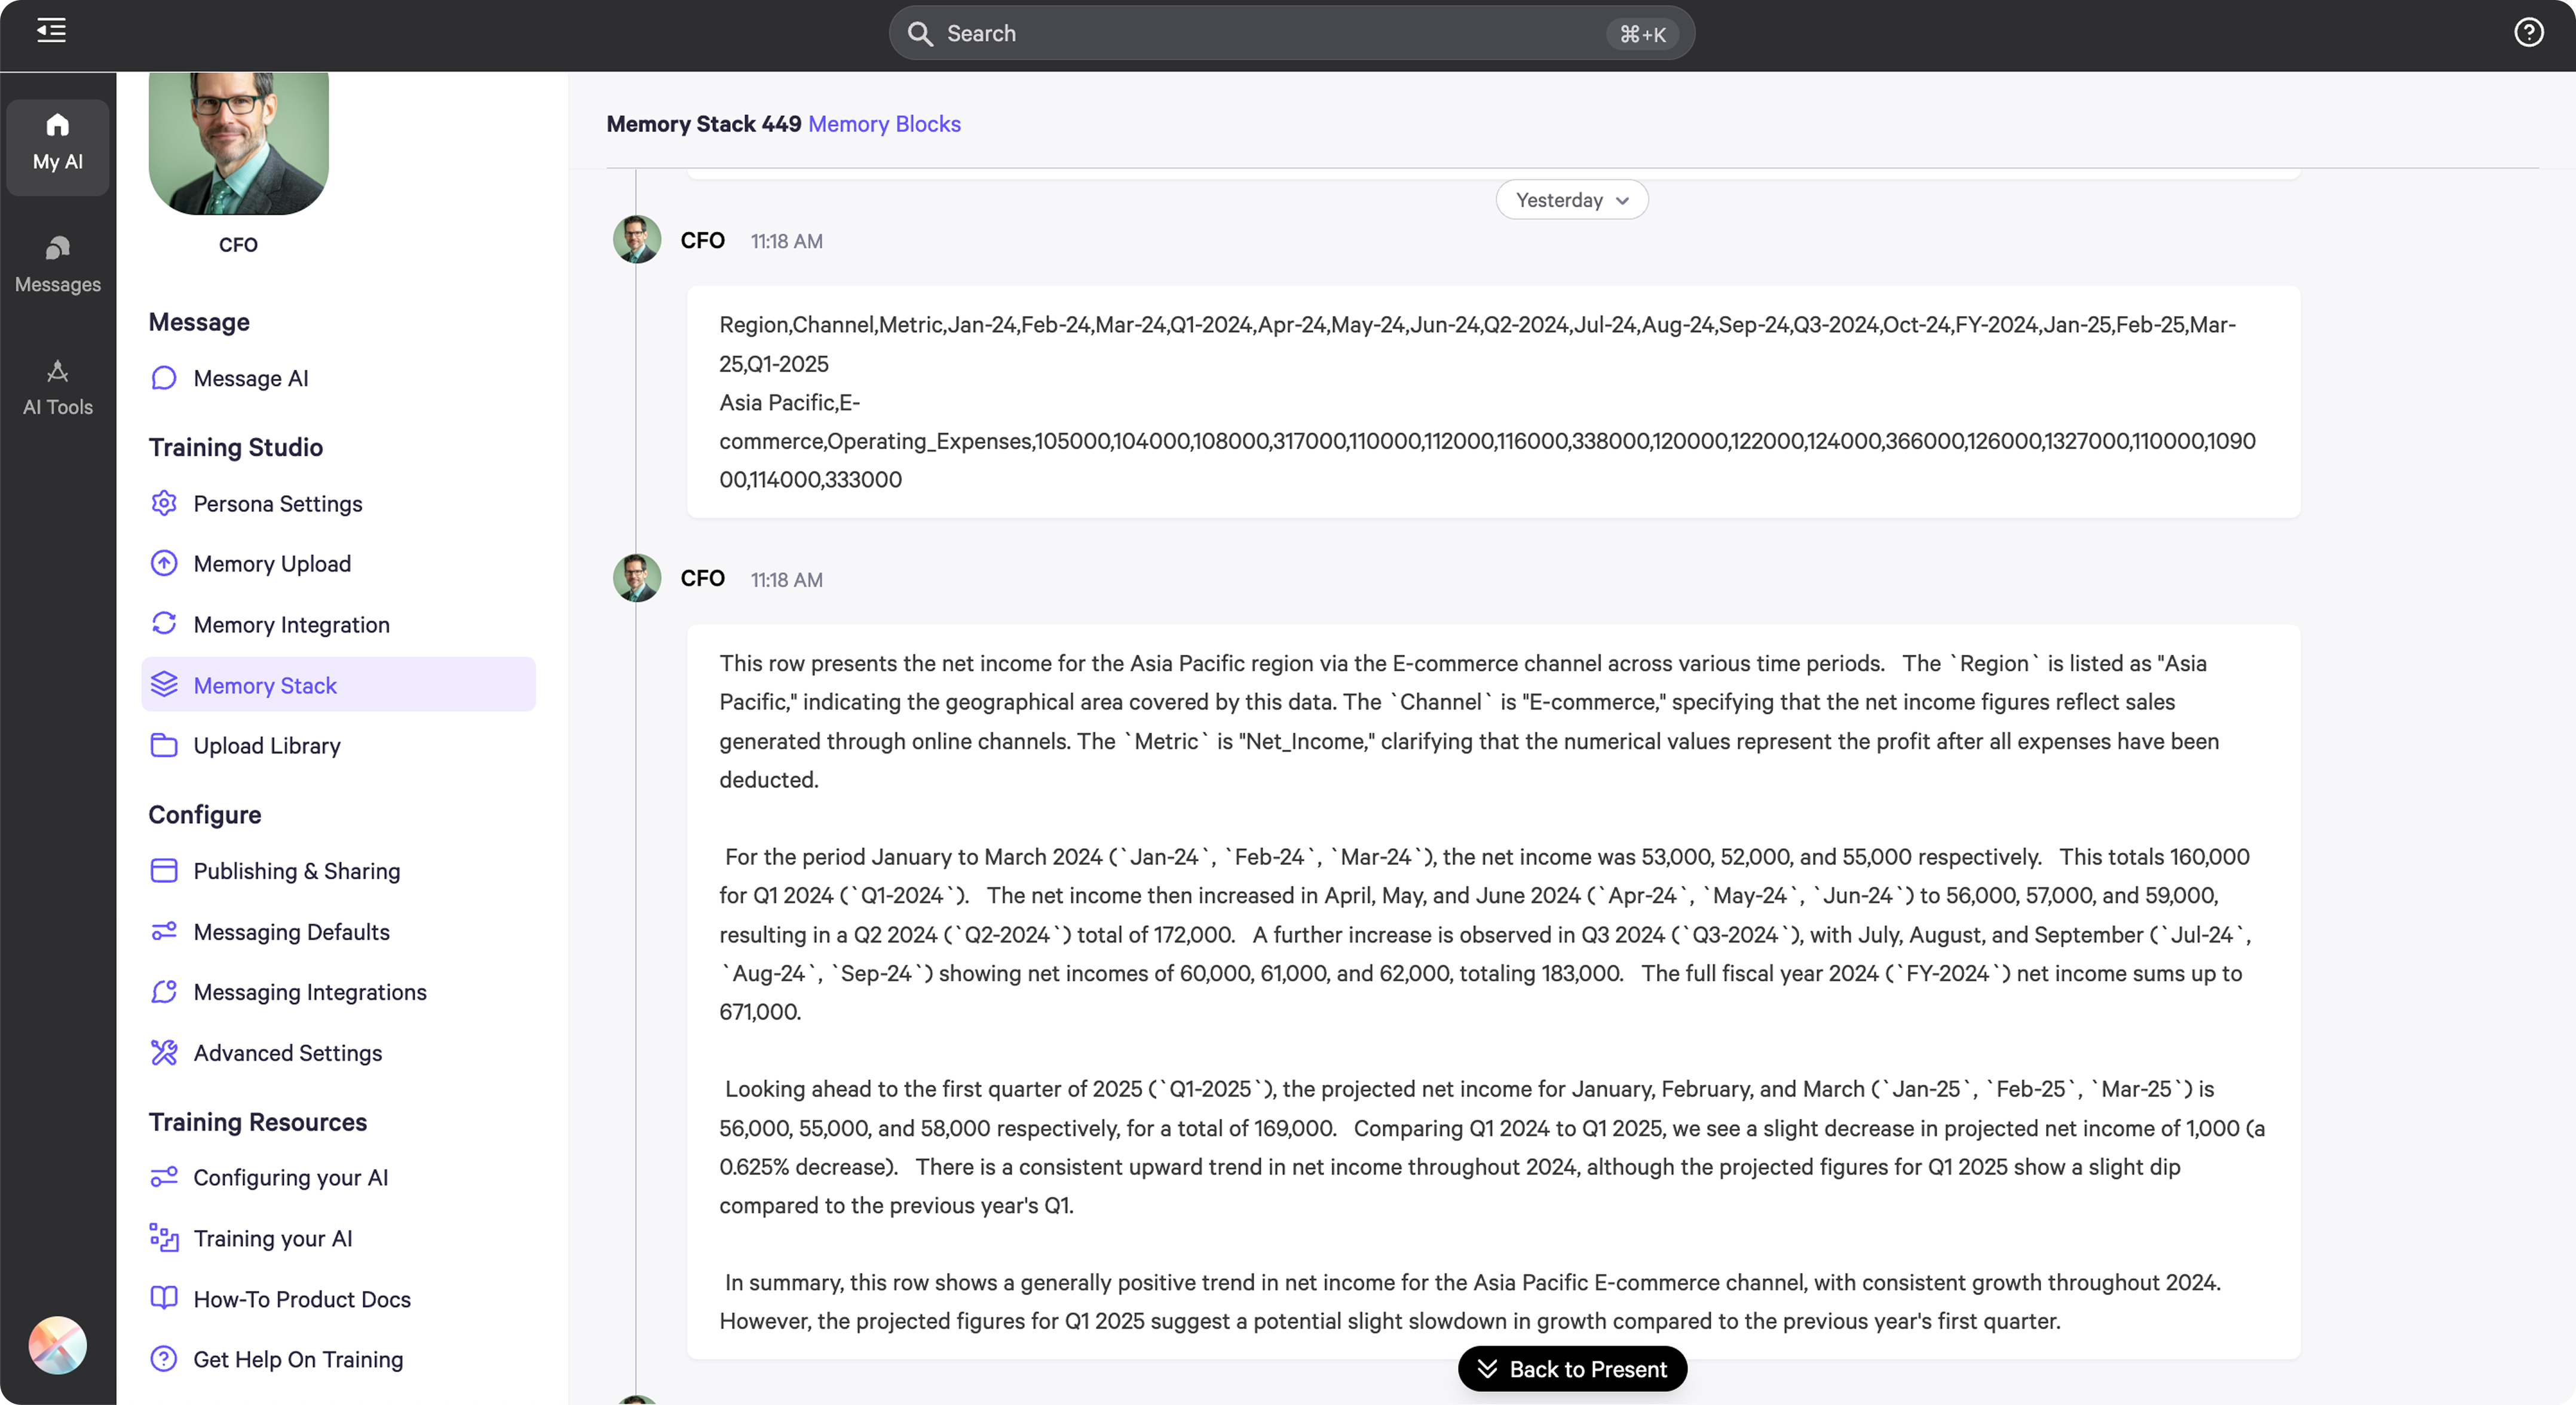 Search
⌘+K
My AI
Messages
AI Tools
CFO
Message
Message AI
Training Studio
Persona Settings
Memory Upload
Memory Integration
Memory Stack
Upload Library
Configure
Publishing & Sharing
Messaging Defaults
Messaging Integrations
Advanced Settings
Training Resources
Configuring your AI
Training your AI
How-To Product Docs
Get Help On Training
Memory Stack 449 Memory Blocks
Yesterday
CFO 11:18 AM
Region,Channel,Metric,Jan-24,Feb-24,Mar-24,Q1-2024,Apr-24,May-24,Jun-24,Q2-2024,Jul-24,Aug-24,Sep-24,Q3-2024,Oct-24,FY-2024,Jan-25,Feb-25,Mar-
25,Q1-2025
Asia Pacific,E-
commerce,Operating_Expenses,105000,104000,108000,317000,110000,112000,116000,338000,120000,122000,124000,366000,126000,1327000,110000,1090
00,114000,333000
CFO 11:18 AM
This row presents the net income for the Asia Pacific region via the E-commerce channel across various time periods.   The `Region` is listed as "Asia
Pacific," indicating the geographical area covered by this data. The `Channel` is "E-commerce," specifying that the net income figures reflect sales
generated through online channels. The `Metric` is "Net_Income," clarifying that the numerical values represent the profit after all expenses have been
deducted.
For the period January to March 2024 (`Jan-24`, `Feb-24`, `Mar-24`), the net income was 53,000, 52,000, and 55,000 respectively.   This totals 160,000
for Q1 2024 (`Q1-2024`).   The net income then increased in April, May, and June 2024 (`Apr-24`, `May-24`, `Jun-24`) to 56,000, 57,000, and 59,000,
resulting in a Q2 2024 (`Q2-2024`) total of 172,000.   A further increase is observed in Q3 2024 (`Q3-2024`), with July, August, and September (`Jul-24`,
`Aug-24`, `Sep-24`) showing net incomes of 60,000, 61,000, and 62,000, totaling 183,000.   The full fiscal year 2024 (`FY-2024`) net income sums up to
671,000.
Looking ahead to the first quarter of 2025 (`Q1-2025`), the projected net income for January, February, and March (`Jan-25`, `Feb-25`, `Mar-25`) is
56,000, 55,000, and 58,000 respectively, for a total of 169,000.   Comparing Q1 2024 to Q1 2025, we see a slight decrease in projected net income of 1,000 (a
0.625% decrease).   There is a consistent upward trend in net income throughout 2024, although the projected figures for Q1 2025 show a slight dip
compared to the previous year's Q1.
In summary, this row shows a generally positive trend in net income for the Asia Pacific E-commerce channel, with consistent growth throughout 2024.
However, the projected figures for Q1 2025 suggest a potential slight slowdown in growth compared to the previous year's first quarter.
Back to Present